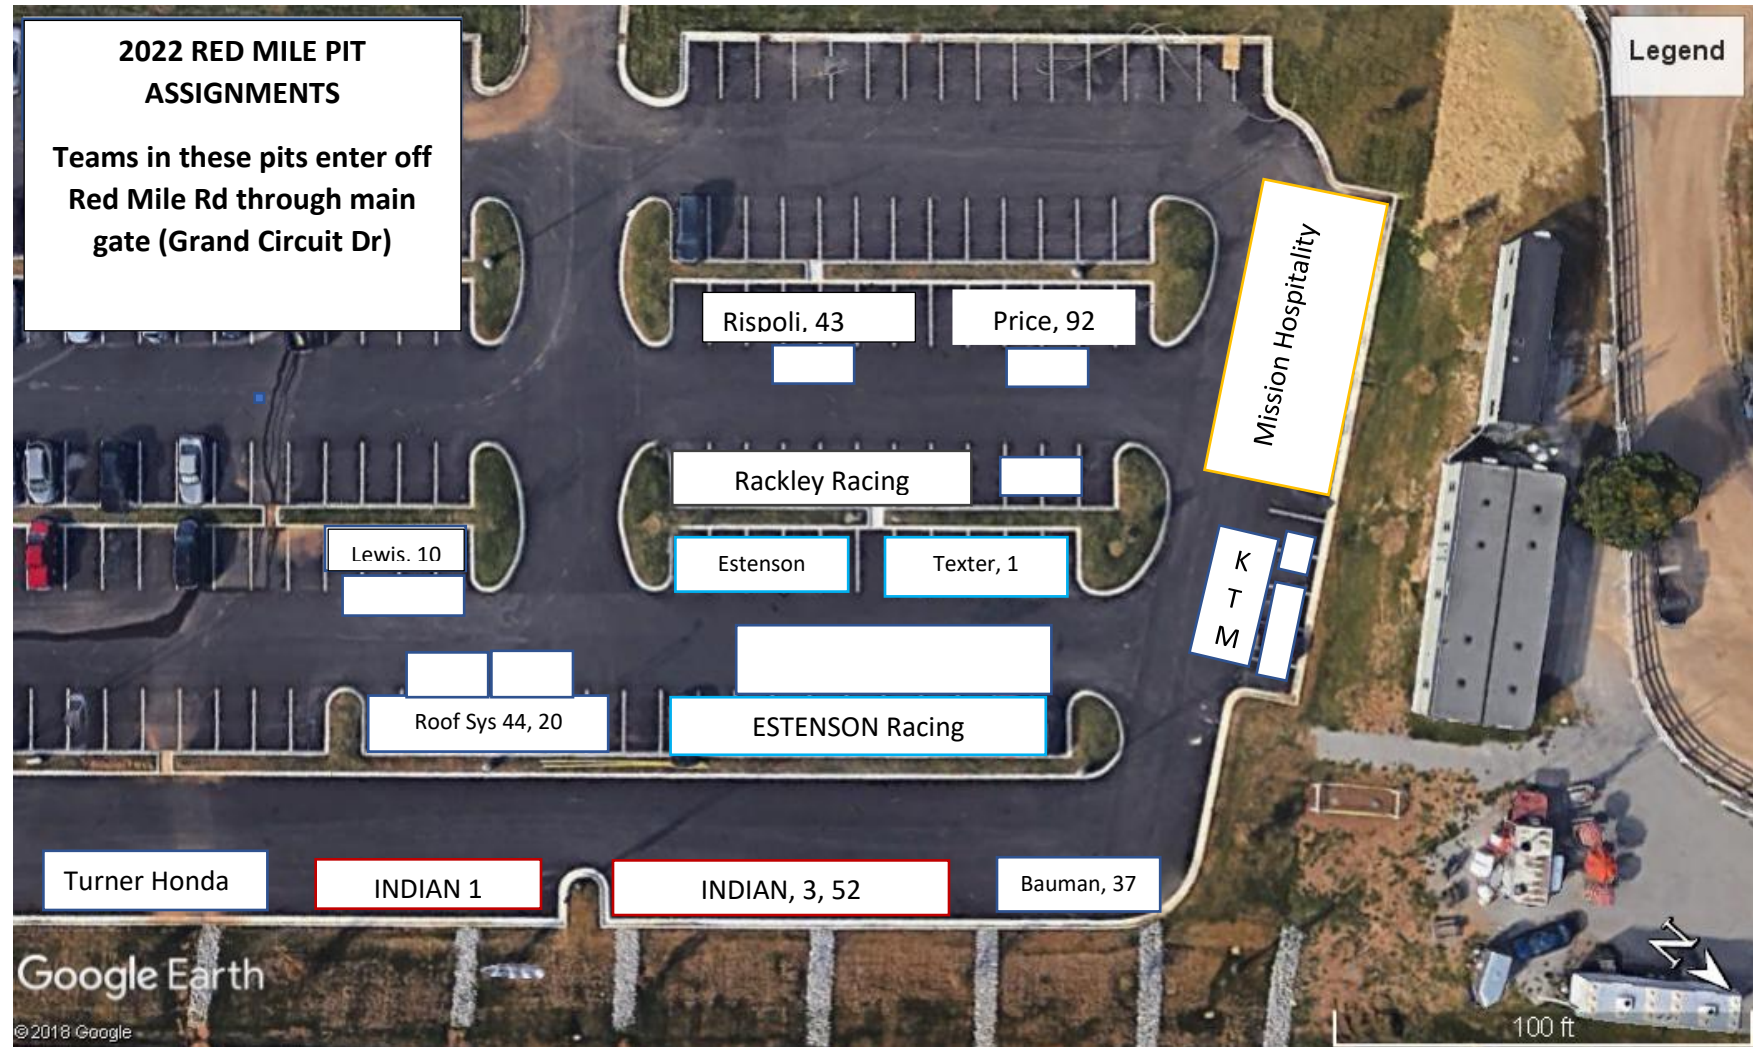 2022 RED MILE PIT
ASSIGNMENTS
Teams in these pits enter off
Red Mile Rd through main
gate (Grand Circuit Dr)
Legend
Mission Hospitality
Rispoli, 43
Price, 92
Rackley Racing
Lewis, 10
Estenson
Texter, 1
K
T
M
Roof Sys 44, 20
ESTENSON Racing
Turner Honda
INDIAN 1
INDIAN, 3, 52
Bauman, 37
Google Earth
© 2018 Google
N
100 ft